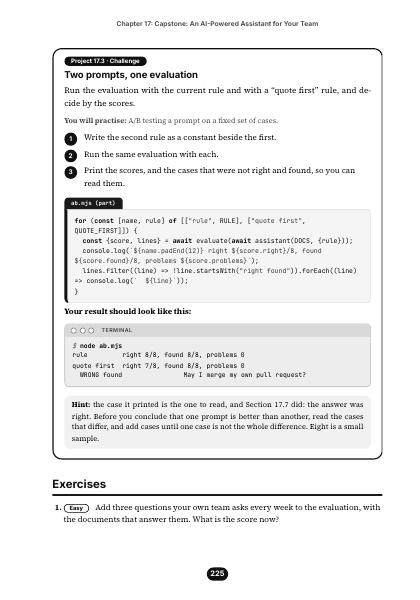 Chapter 17: Capstone: An AI-Powered Assistant for Your Team
Project 17.3 · Challenge
Two prompts, one evaluation
Run the evaluation with the current rule and with a “quote first” rule, and de-
cide by the scores.
You will practise: A/B testing a prompt on a fixed set of cases.
1 Write the second rule as a constant beside the first.
2 Run the same evaluation with each.
3 Print the scores, and the cases that were not right and found, so you can
read them.
ab.mjs (part)
for (const [name, rule] of [["rule", RULE], ["quote first",
QUOTE_FIRST]]) {
  const {score, lines} = await evaluate(await assistant(DOCS, {rule}));
  console.log(`${name.padEnd(12)} right ${score.right}/8, found
${score.found}/8, problems ${score.problems}`);
  lines.filter((line) => !line.startsWith("right found")).forEach((line)
=> console.log(`  ${line}`));
}
Your result should look like this:
TERMINAL
$ node ab.mjs
rule         right 8/8, found 8/8, problems 0
quote first  right 7/8, found 8/8, problems 0
  WRONG found                May I merge my own pull request?
Hint: the case it printed is the one to read, and Section 17.7 did: the answer was
right. Before you conclude that one prompt is better than another, read the cases
that differ, and add cases until one case is not the whole difference. Eight is a small
sample.
Exercises
1. Easy Add three questions your own team asks every week to the evaluation, with
the documents that answer them. What is the score now?
225